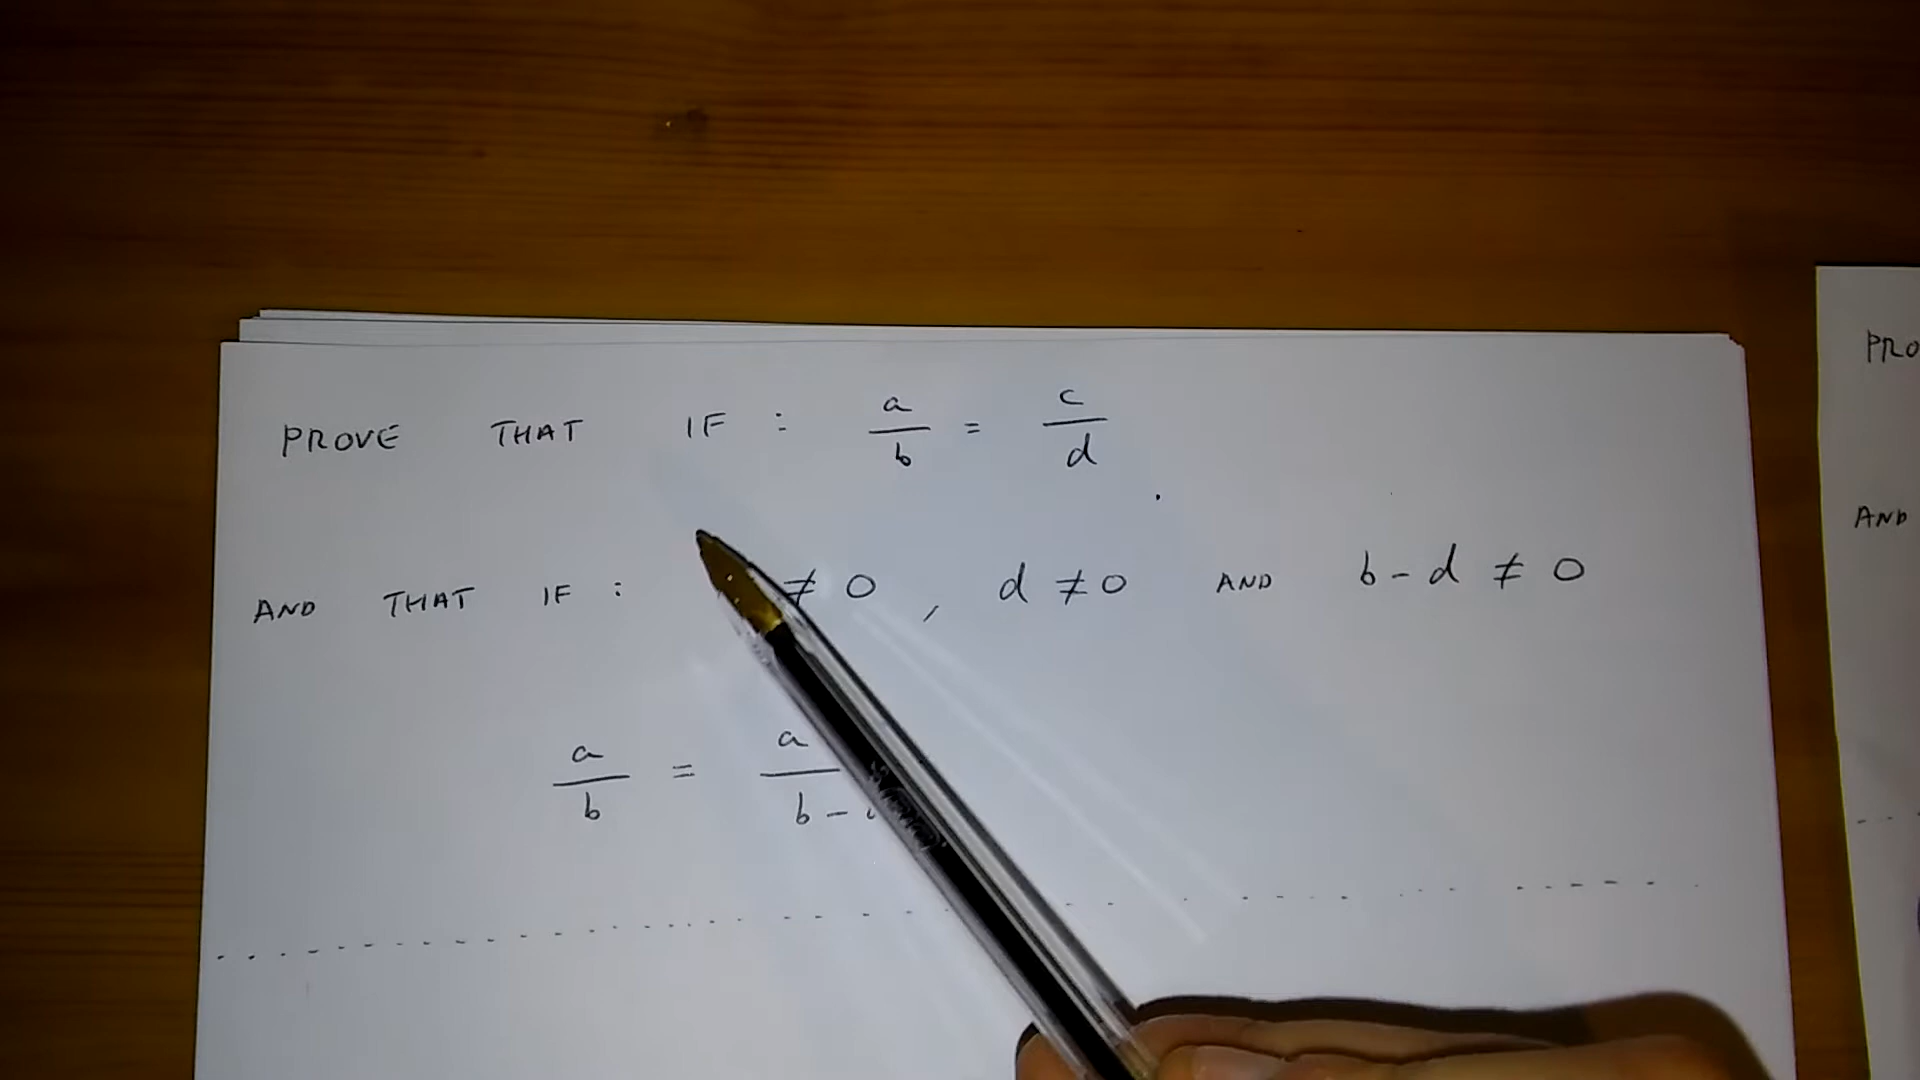 PROVE THAT IF : a/b = c/d
AND THAT IF : ≠ 0 , d ≠ 0 AND b - d ≠ 0
a/b = a / b -
PRO
AND